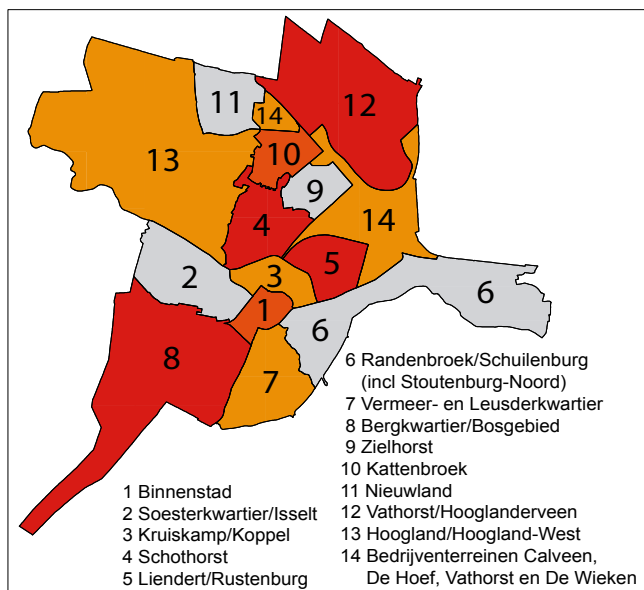 11
14
12
13
10
9
4
14
5
2
3
6
1
6
8
7
6 Randenbroek/Schuilenburg
(incl Stoutenburg-Noord)
7 Vermeer- en Leusderkwartier
8 Bergkwartier/Bosgebied
9 Zielhorst
10 Kattenbroek
11 Nieuwland
12 Vathorst/Hooglanderveen
13 Hoogland/Hoogland-West
14 Bedrijventerreinen Calveen,
De Hoef, Vathorst en De Wieken
1 Binnenstad
2 Soesterkwartier/Isselt
3 Kruiskamp/Koppel
4 Schothorst
5 Liendert/Rustenburg